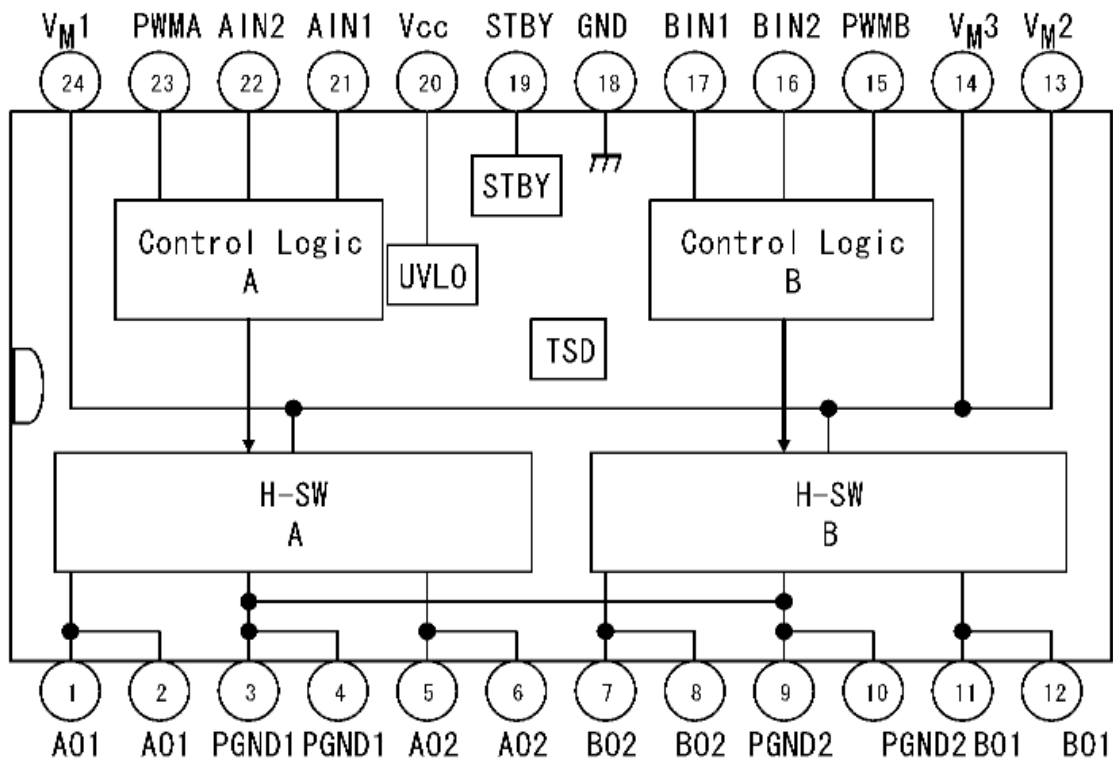 VM1 PWMA AIN2 AIN1 Vcc STBY GND BIN1 BIN2 PWMB VM3 VM2
24 23 22 21 20 19 18 17 16 15 14 13
STBY
Control Logic
A
Control Logic
B
UVLO
TSD
H-SW
A
H-SW
B
1 2 3 4 5 6 7 8 9 10 11 12
AO1 AO1 PGND1 PGND1 AO2 AO2 BO2 BO2 PGND2 PGND2 BO1 BO1